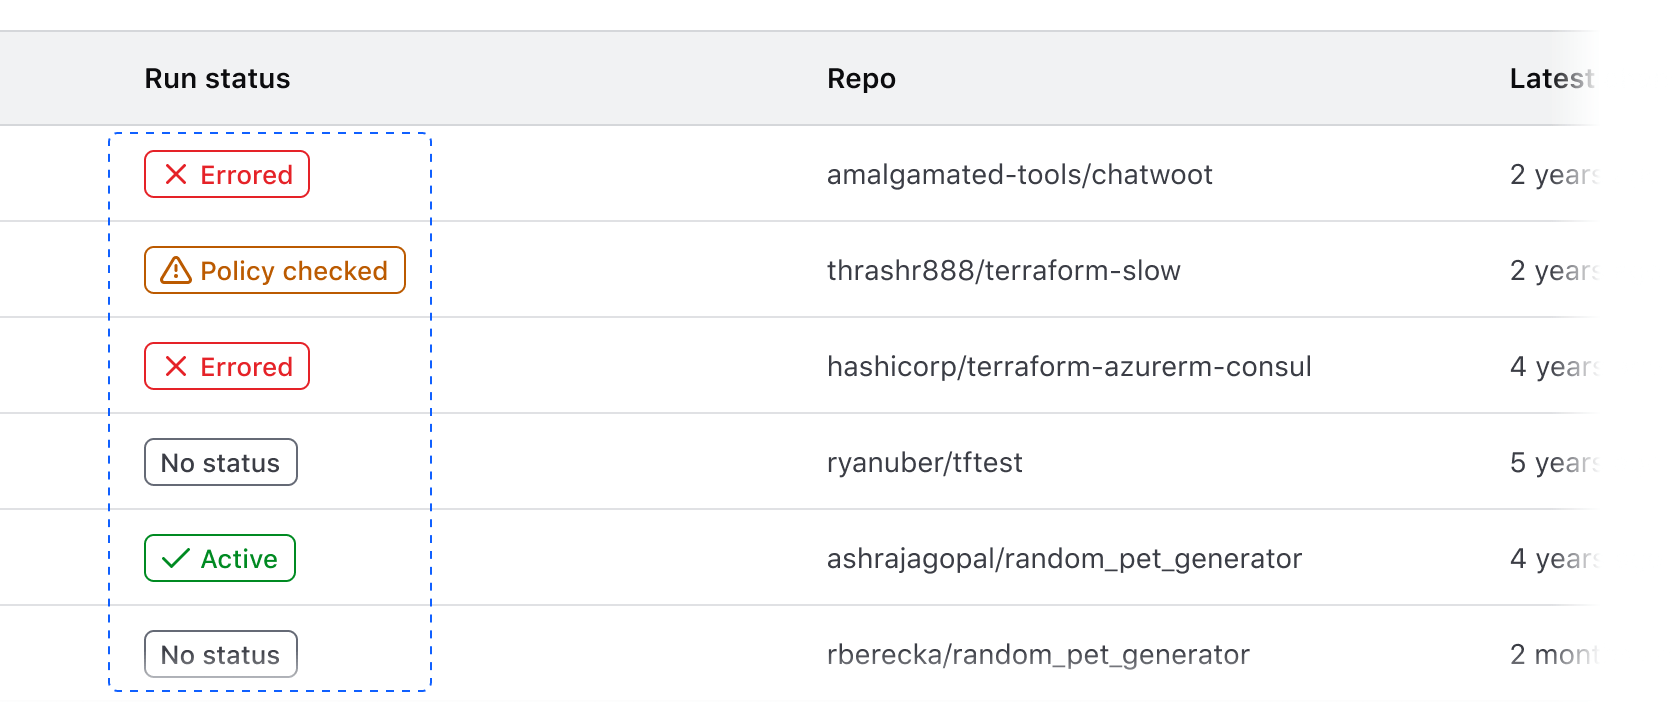 Run status Repo Latest
Errored amalgamated-tools/chatwoot 2 years
Policy checked thrashr888/terraform-slow 2 years
Errored hashicorp/terraform-azurerm-consul 4 years
No status ryanuber/tftest 5 years
Active ashrajagopal/random_pet_generator 4 years
No status rberecka/random_pet_generator 2 mont